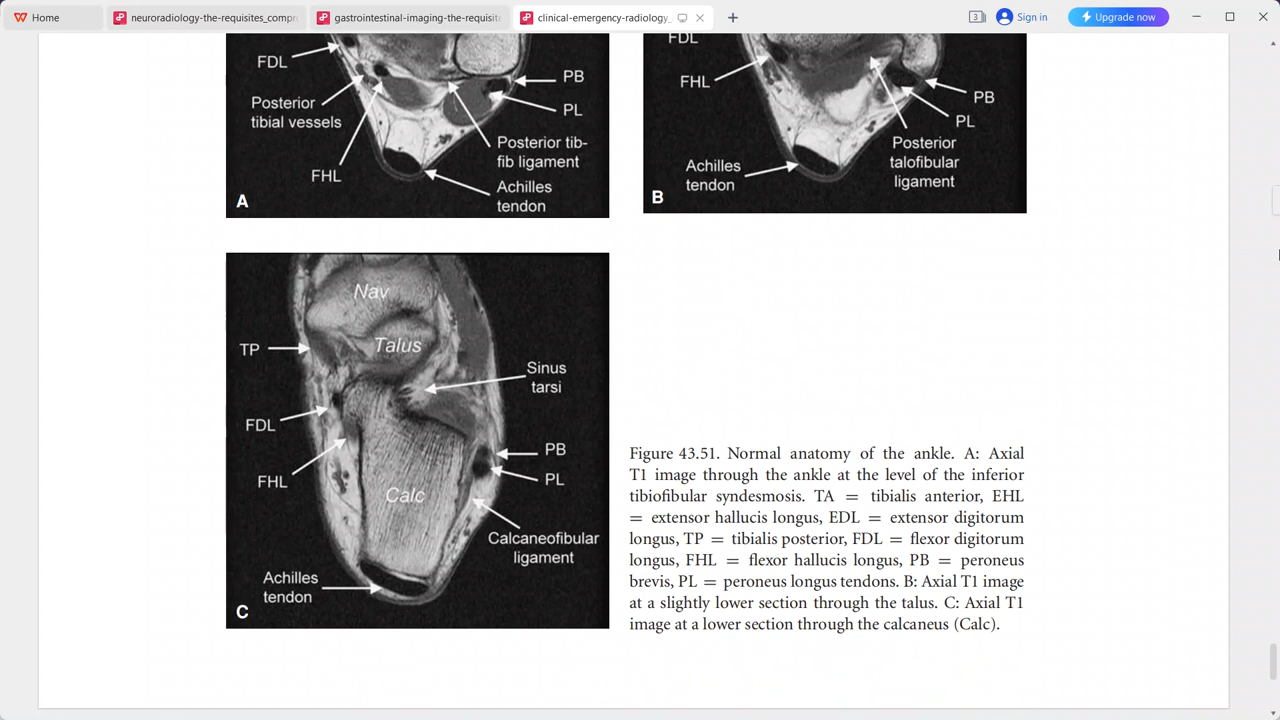 Home
neuroradiology-the-requisites_compr
gastrointestinal-imaging-the-requisite
clinical-emergency-radiology_
3
Sign in
Upgrade now
FDL
Posterior
tibial vessels
FHL
PB
PL
Posterior tib-
fib ligament
Achilles
tendon
A
FDL
FHL
PB
PL
Posterior
talofibular
ligament
Achilles
tendon
B
Nav
Talus
TP
Sinus
tarsi
FDL
FHL
PB
PL
Calc
Calcaneofibular
ligament
Achilles
tendon
C
Figure 43.51. Normal anatomy of the ankle. A: Axial
T1 image through the ankle at the level of the inferior
tibiofibular syndesmosis. TA = tibialis anterior, EHL
= extensor hallucis longus, EDL = extensor digitorum
longus, TP = tibialis posterior, FDL = flexor digitorum
longus, FHL = flexor hallucis longus, PB = peroneus
brevis, PL = peroneus longus tendons. B: Axial T1 image
at a slightly lower section through the talus. C: Axial T1
image at a lower section through the calcaneus (Calc).